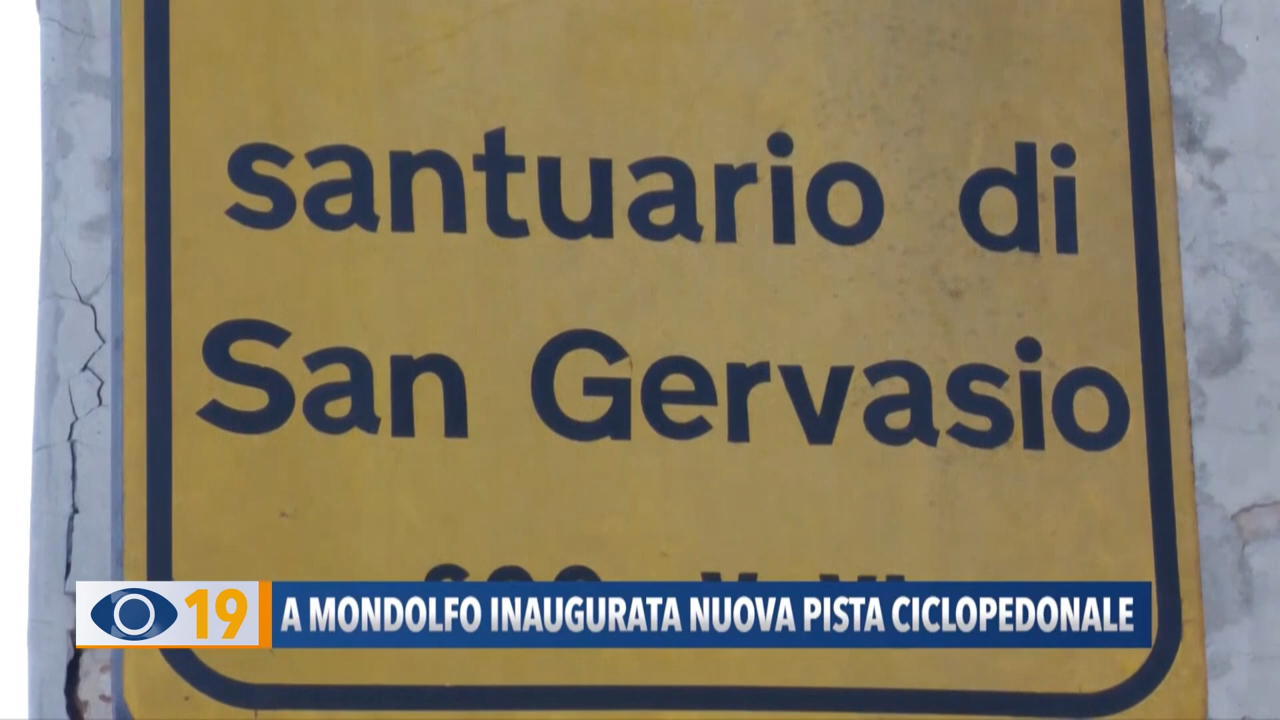 santuario di
San Gervasio
19 A MONDOLFO INAUGURATA NUOVA PISTA CICLOPEDONALE